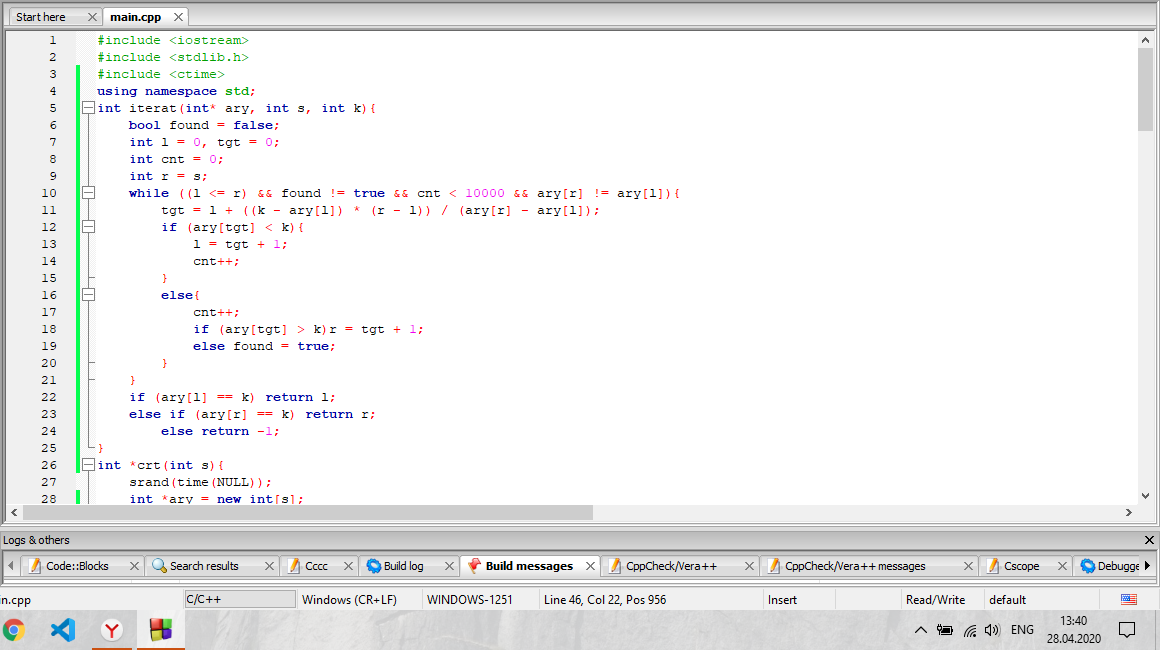 Start here main.cpp
1 #include <iostream>
2 #include <stdlib.h>
3 #include <ctime>
4 using namespace std;
5 int iterat(int* ary, int s, int k){
6 bool found = false;
7 int l = 0, tgt = 0;
8 int cnt = 0;
9 int r = s;
10 while ((l <= r) && found != true && cnt < 10000 && ary[r] != ary[l]){
11 tgt = l + ((k - ary[l]) * (r - l)) / (ary[r] - ary[l]);
12 if (ary[tgt] < k){
13 l = tgt + 1;
14 cnt++;
15 }
16 else{
17 cnt++;
18 if (ary[tgt] > k)r = tgt + 1;
19 else found = true;
20 }
21 }
22 if (ary[l] == k) return l;
23 else if (ary[r] == k) return r;
24 else return -1;
25 }
26 int *crt(int s){
27 srand(time(NULL));
28 int *ary = new int[s];
Logs & others
Code::Blocks Search results Cccc Build log Build messages CppCheck/Vera++ CppCheck/Vera++ messages Cscope Debugge
in.cpp C/C++ Windows (CR+LF) WINDOWS-1251 Line 46, Col 22, Pos 956 Insert Read/Write default
ENG 13:40
28.04.2020